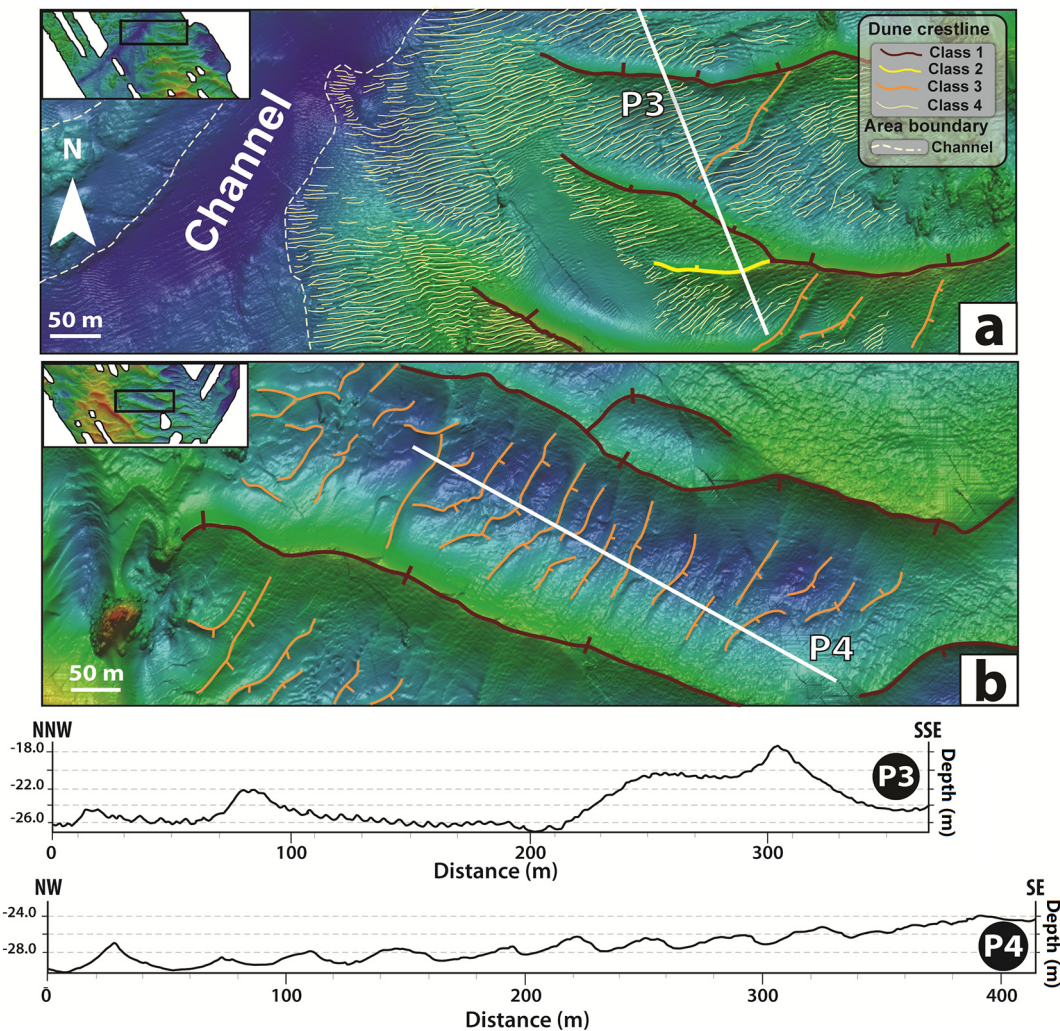 Dune crestline
Class 1
Class 2
Class 3
Class 4
Area boundary
Channel
P3
N
Channel
50 m
a
P4
50 m
b
NNW
SSE
-18.0
-22.0
-26.0
P3
Depth (m)
0
100
200
300
Distance (m)
NW
SE
-24.0
-28.0
P4
Depth (m)
0
100
200
300
400
Distance (m)